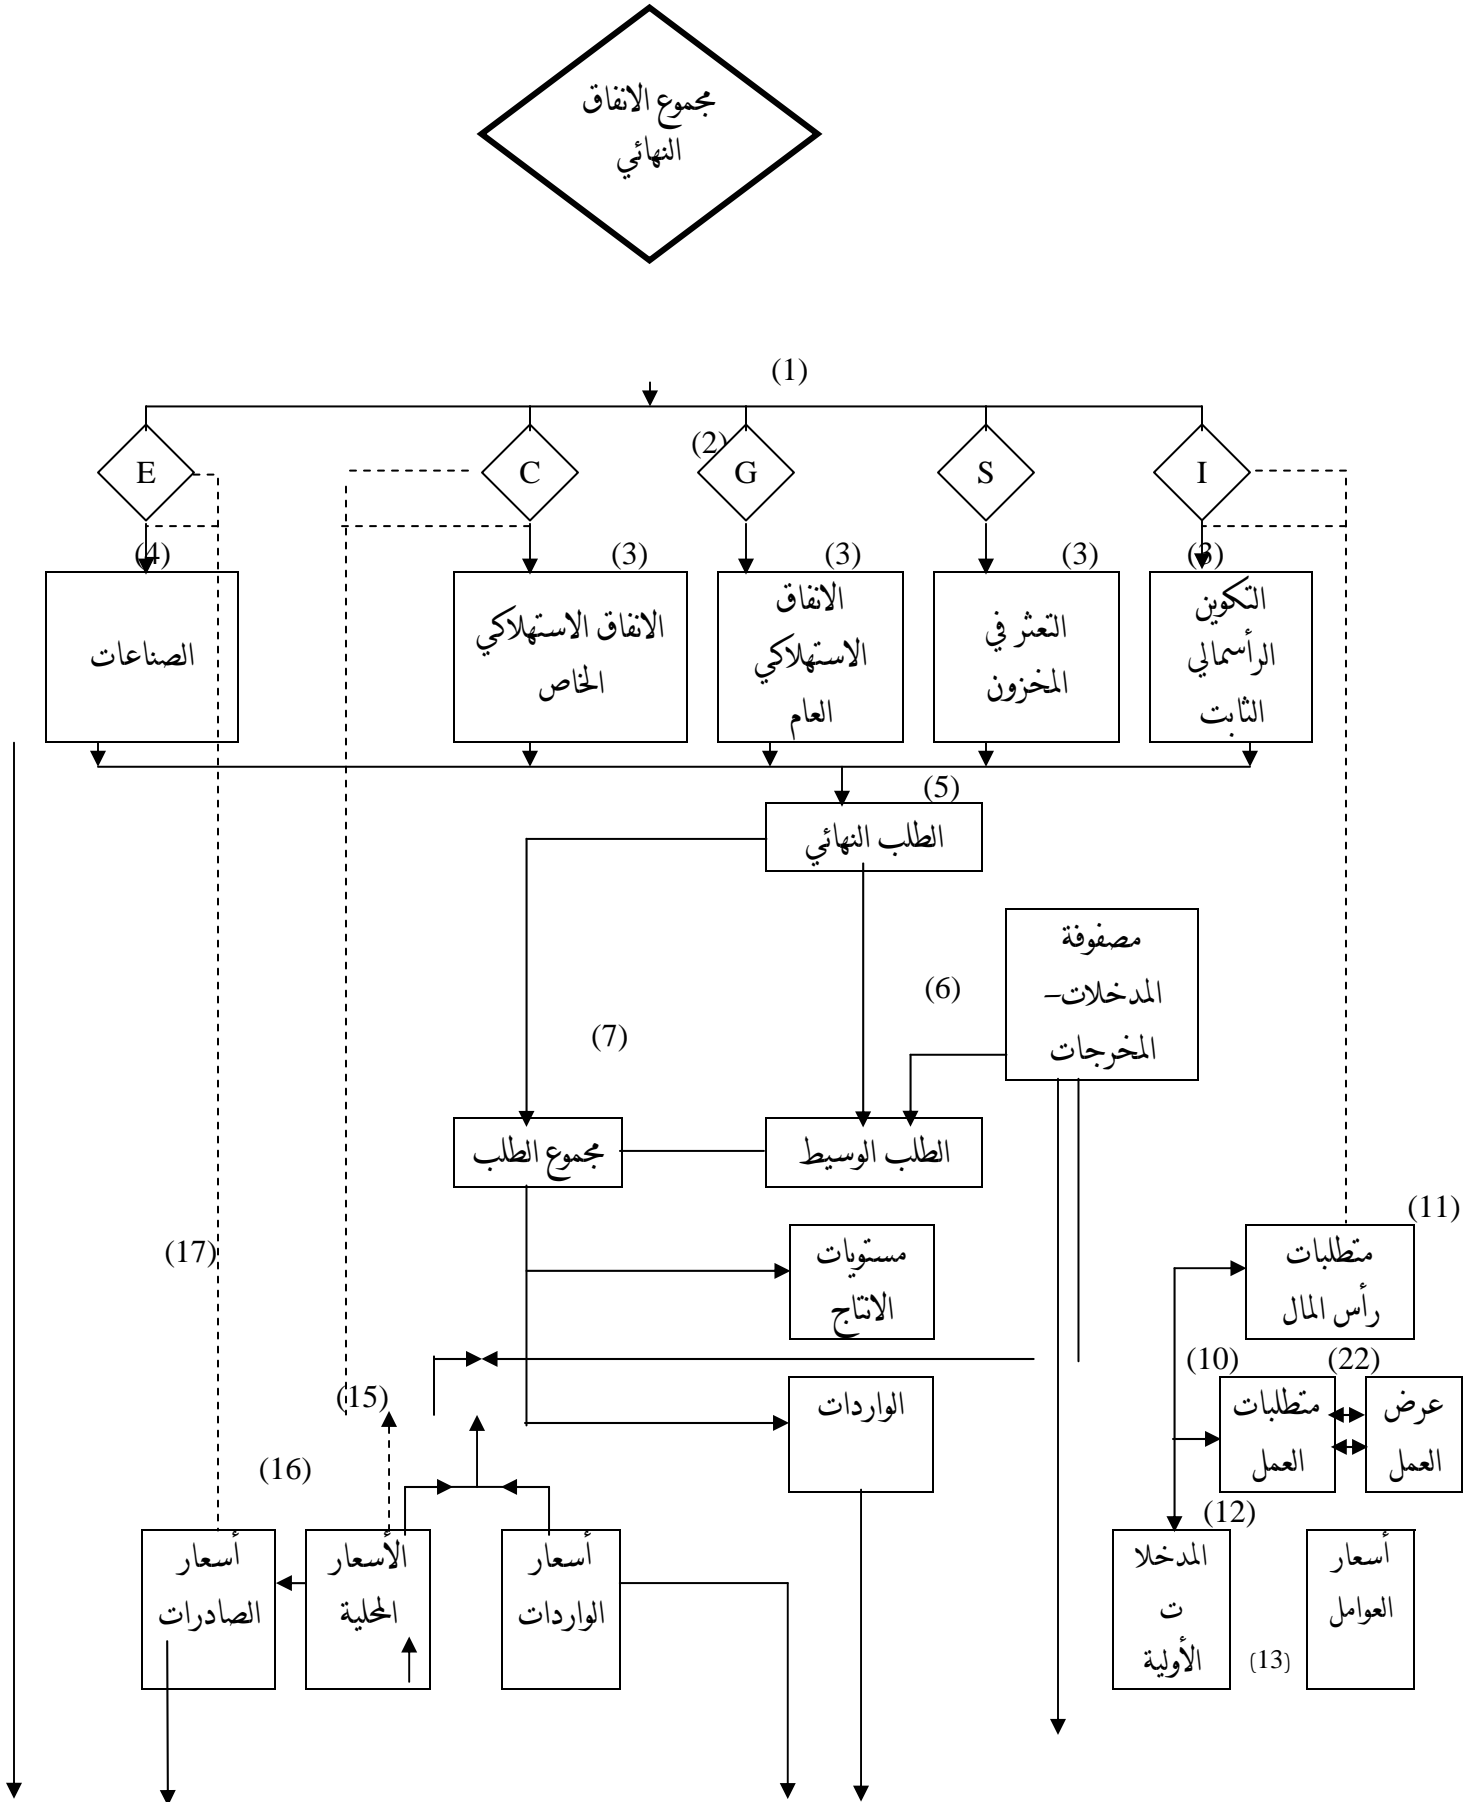 مجموع الانفاق
النهائي
(1)
(2)
I
S
G
C
E
(3)
(3)
(3)
(3)
(4)
التكوين
الرأسمالي
الثابت
التعثر في
المخزون
الانفاق
الاستهلاكي
العام
الانفاق الاستهلاكي
الخاص
الصناعات
(5)
الطلب النهائي
مصفوفة
المدخلات–
المخرجات
(6)
(7)
الطلب الوسيط
مجموع الطلب
(11)
متطلبات
رأس المال
مستويات
الانتاج
(17)
(22)
(10)
عرض
العمل
متطلبات
العمل
الواردات
(15)
(16)
(12)
أسعار
العوامل
(13)
المدخلا
ت
الأولية
أسعار
الواردات
الأسعار
المحلية
أسعار
الصادرات